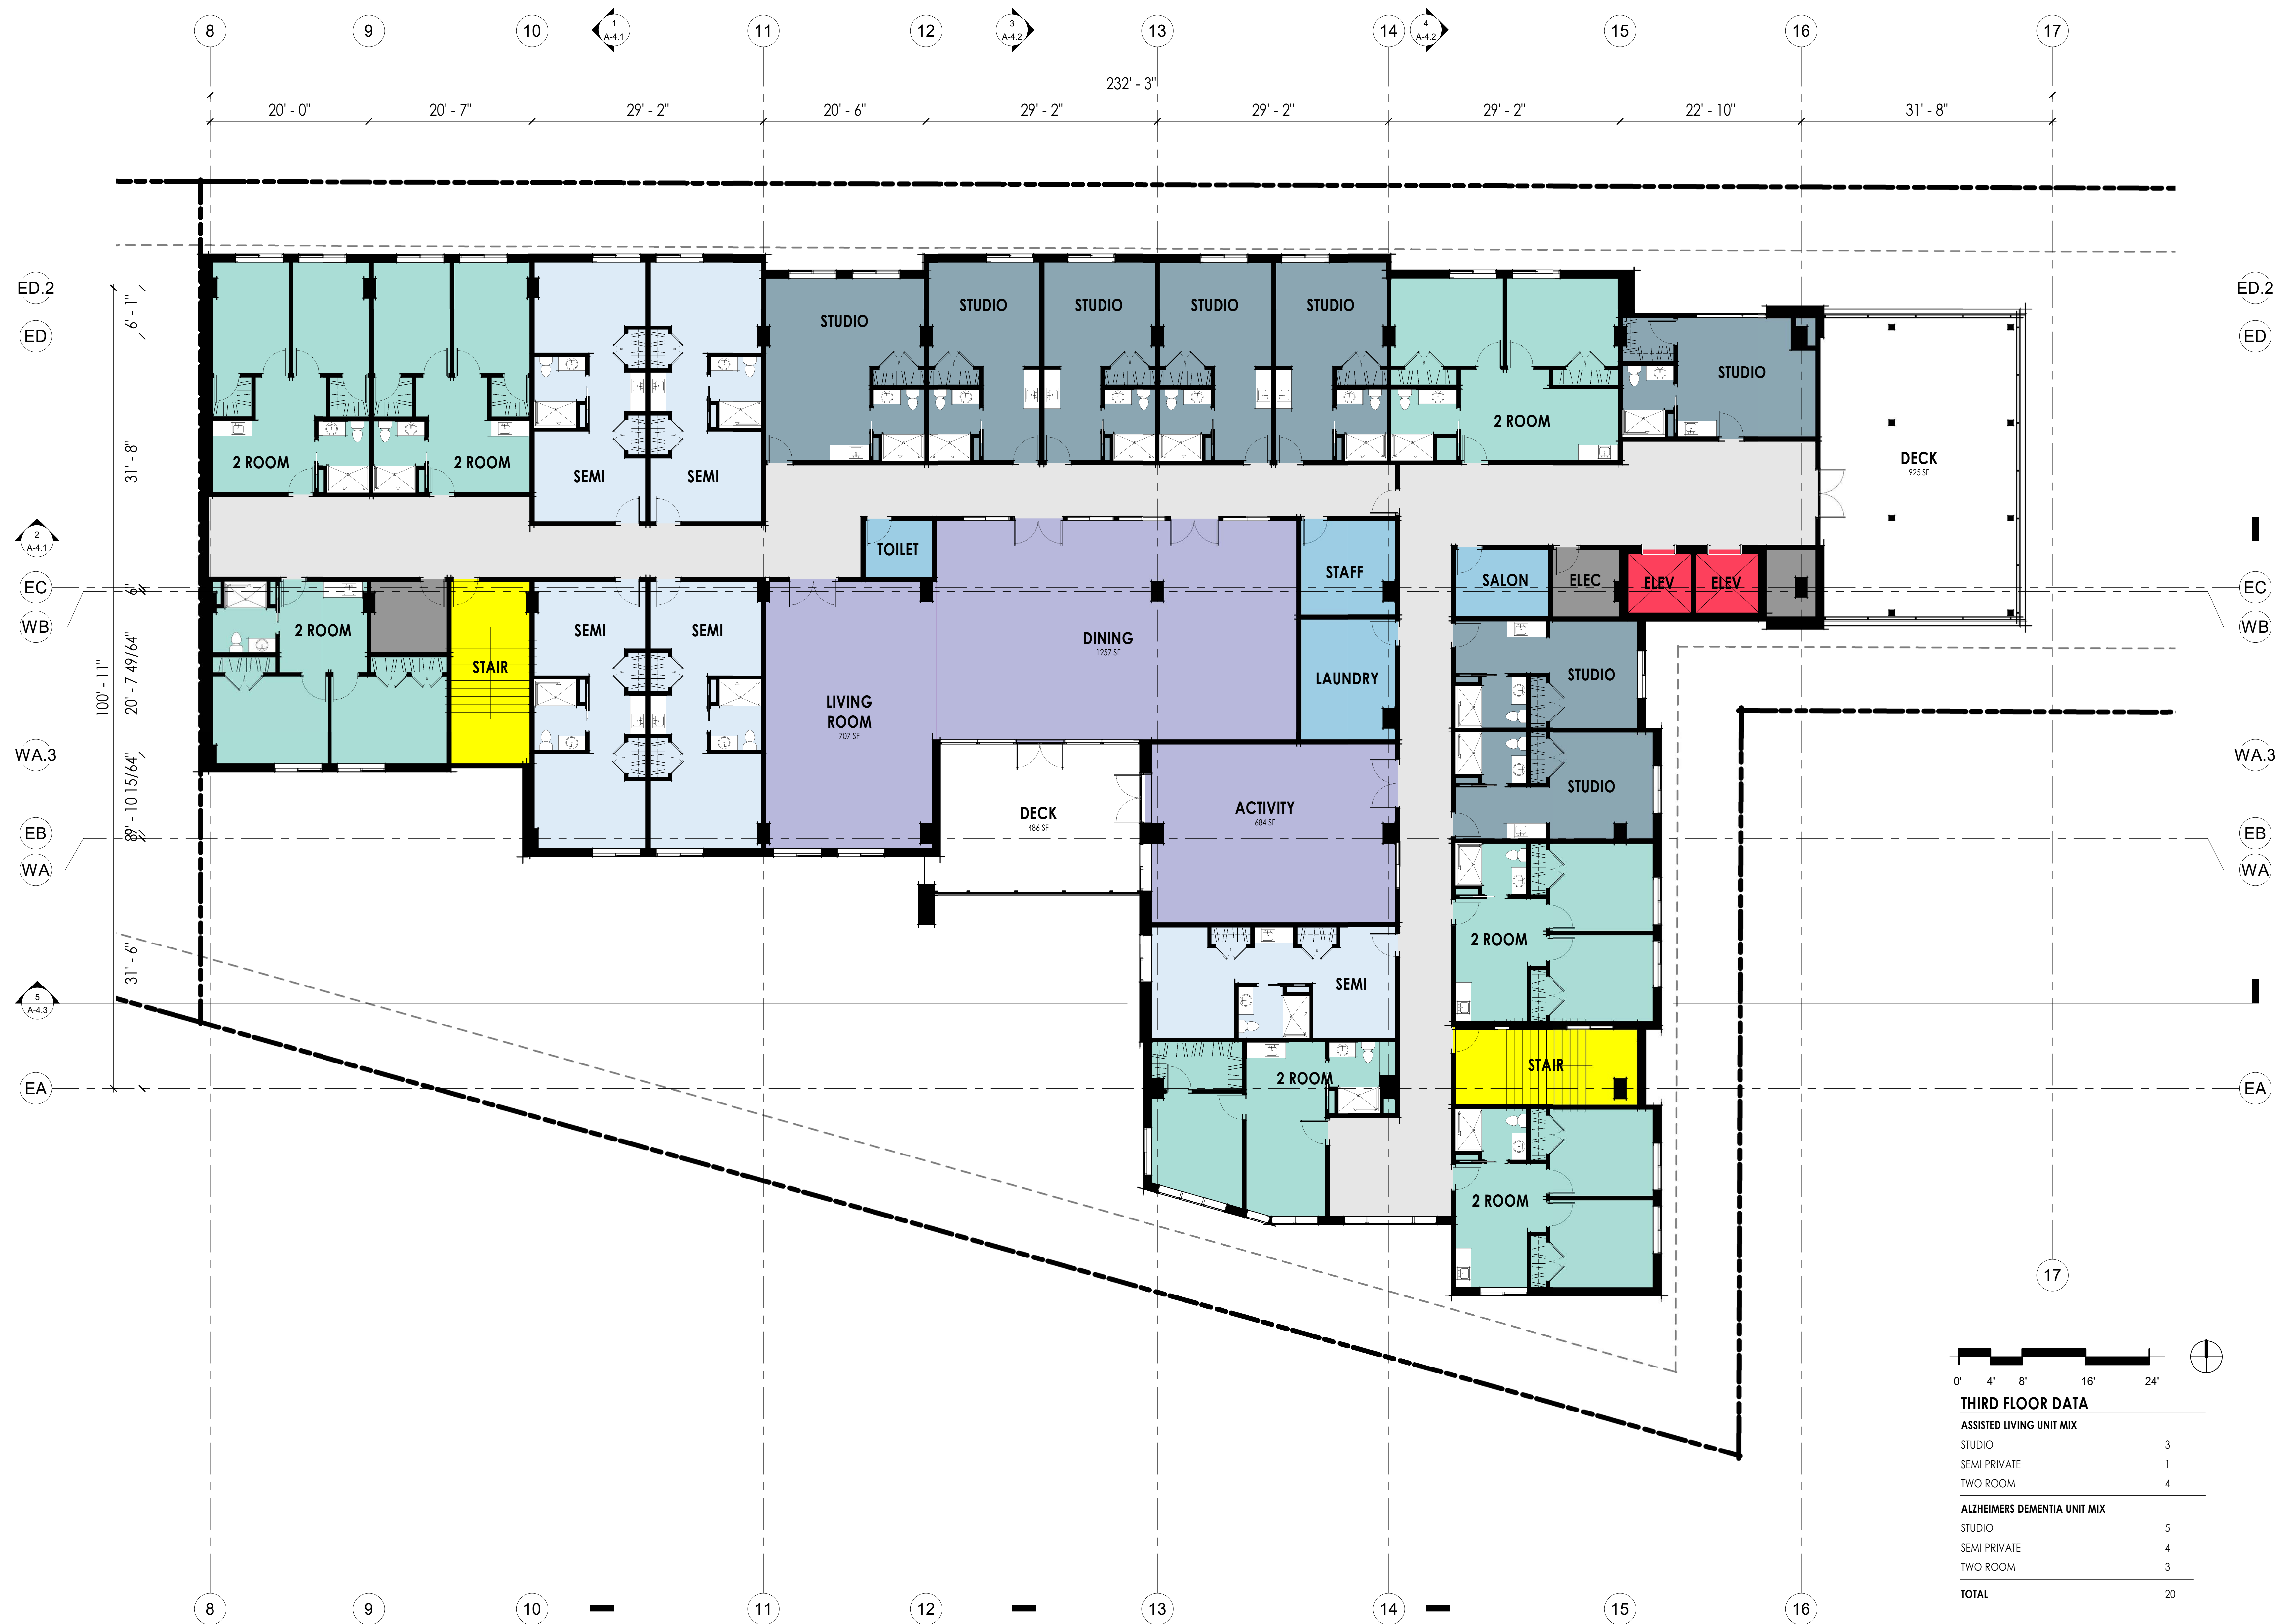 8 9 10 1 A-4.1 11 12 3 A-4.2 13 14 4 A-4.2 15 16 17
232' - 3"
20' - 0" 20' - 7" 29' - 2" 20' - 6" 29' - 2" 29' - 2" 29' - 2" 22' - 10" 31' - 8"
ED.2 ED.2
6' - 1"
ED ED
STUDIO STUDIO STUDIO STUDIO
STUDIO
STUDIO
2 ROOM
2 ROOM 2 ROOM
SEMI SEMI
DECK
925 SF
31' - 8"
2
A-4.1
TOILET
STAFF
SALON ELEC ELEV ELEV
EC EC
6"
WB WB
2 ROOM
SEMI SEMI
DINING
1257 SF
STAIR
LAUNDRY
STUDIO
100' - 11"
20' - 7 49/64"
LIVING
ROOM
707 SF
WA.3 WA.3
STUDIO
DECK
486 SF
ACTIVITY
684 SF
EB EB
WA WA
2 ROOM
31' - 6"
SEMI
5
A-4.3
STAIR
2 ROOM
EA EA
2 ROOM
17
0' 4' 8' 16' 24'
THIRD FLOOR DATA
ASSISTED LIVING UNIT MIX
STUDIO 3
SEMI PRIVATE 1
TWO ROOM 4
ALZHEIMERS DEMENTIA UNIT MIX
STUDIO 5
SEMI PRIVATE 4
TWO ROOM 3
TOTAL 20
8 9 10 11 12 13 14 15 16